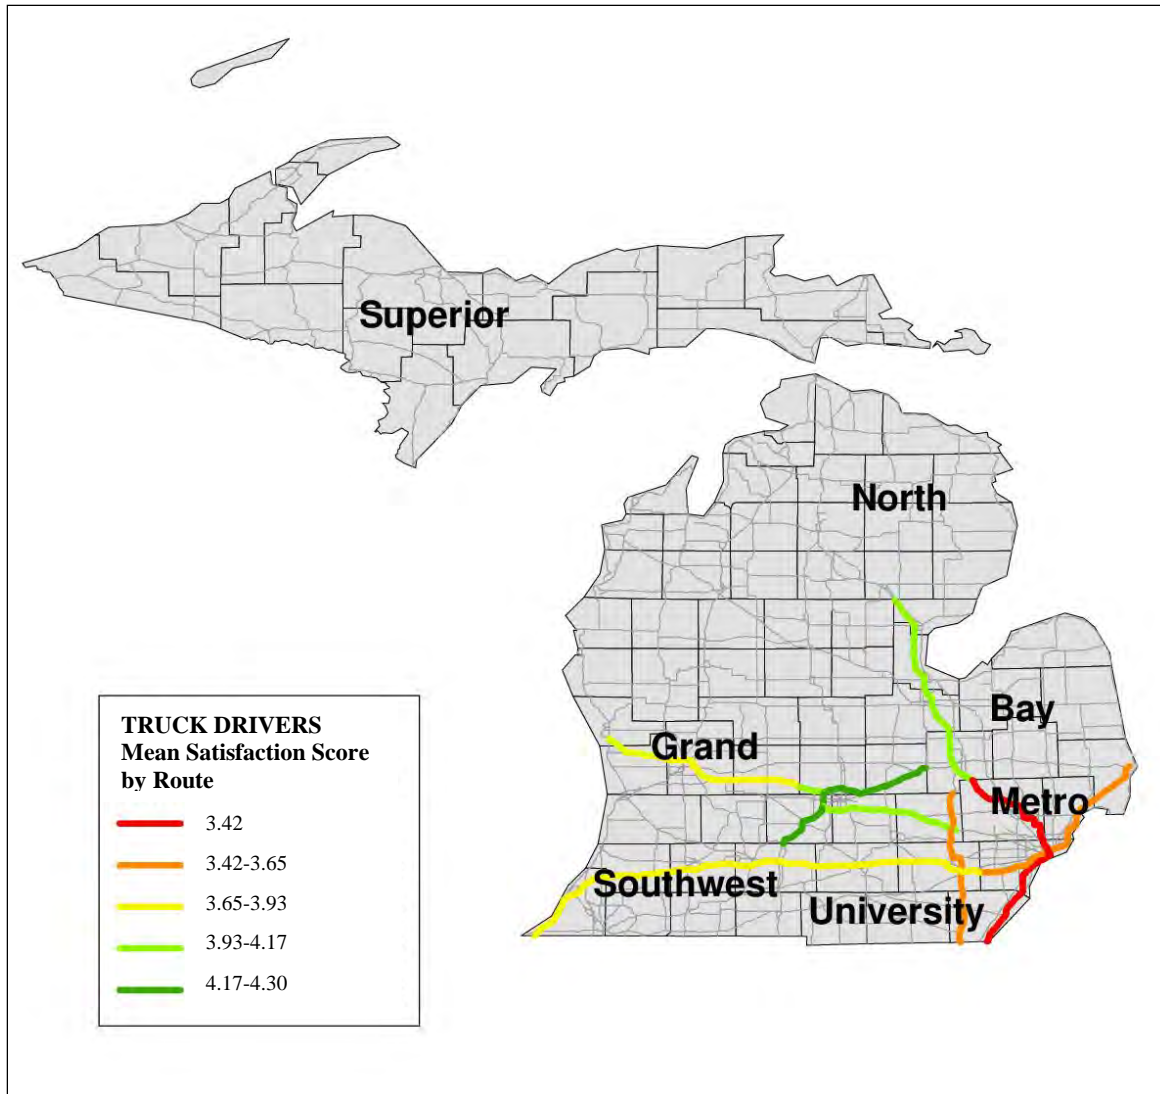 Superior
North
Bay
Grand
Metro
Southwest
University
TRUCK DRIVERS
Mean Satisfaction Score
by Route
3.42
3.42-3.65
3.65-3.93
3.93-4.17
4.17-4.30